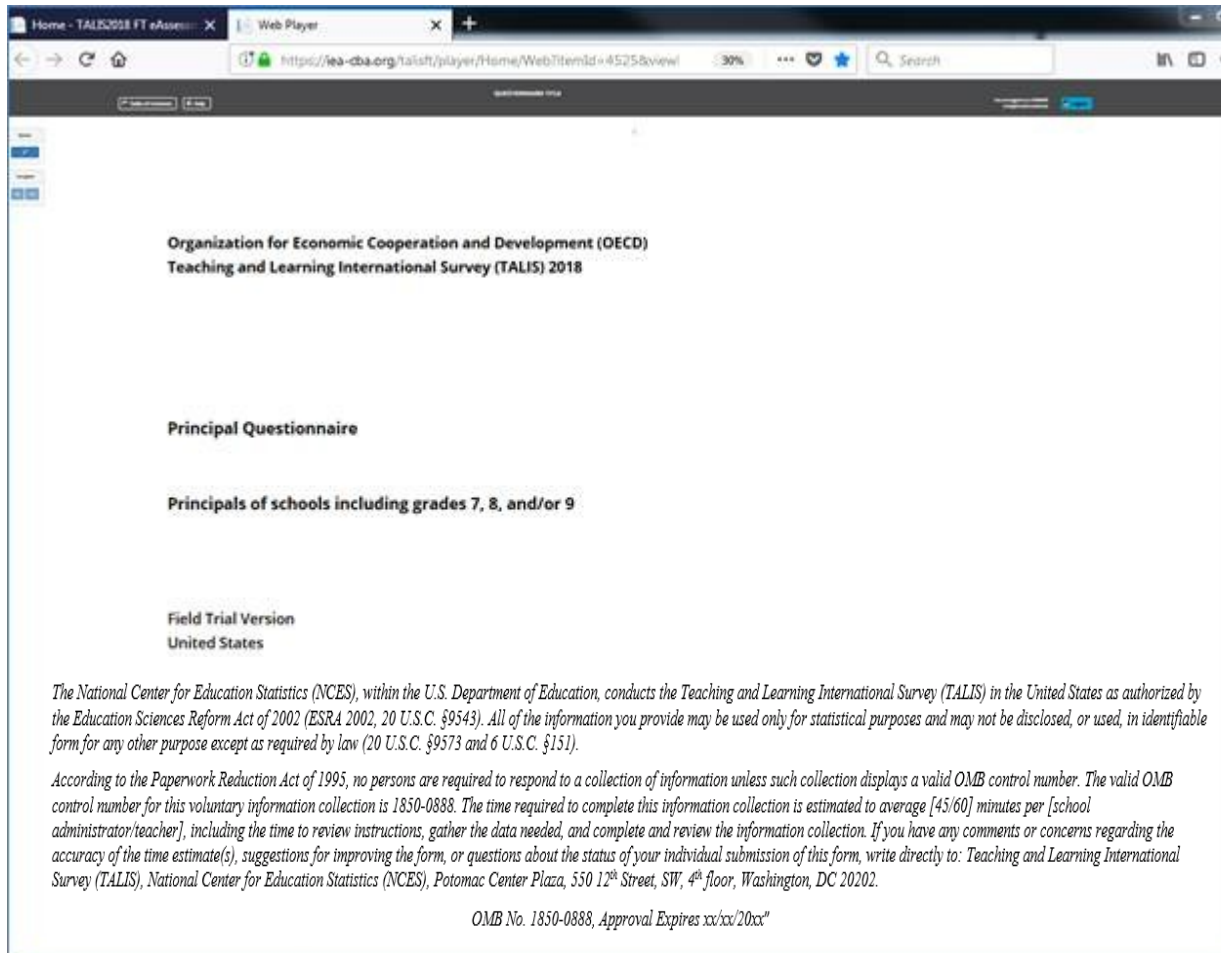 Home - TALIS2018 FT eAssess
Web Player
https://iea-cba.org/talisft/player/Home/Web?itemId=4525&viewI
30%
Search
QUESTIONNAIRE TITLE
Organization for Economic Cooperation and Development (OECD)
Teaching and Learning International Survey (TALIS) 2018
Principal Questionnaire
Principals of schools including grades 7, 8, and/or 9
Field Trial Version
United States
The National Center for Education Statistics (NCES), within the U.S. Department of Education, conducts the Teaching and Learning International Survey (TALIS) in the United States as authorized by
the Education Sciences Reform Act of 2002 (ESRA 2002, 20 U.S.C. §9543). All of the information you provide may be used only for statistical purposes and may not be disclosed, or used, in identifiable
form for any other purpose except as required by law (20 U.S.C. §9573 and 6 U.S.C. §151).
According to the Paperwork Reduction Act of 1995, no persons are required to respond to a collection of information unless such collection displays a valid OMB control number. The valid OMB
control number for this voluntary information collection is 1850-0888. The time required to complete this information collection is estimated to average [45/60] minutes per [school
administrator/teacher], including the time to review instructions, gather the data needed, and complete and review the information collection. If you have any comments or concerns regarding the
accuracy of the time estimate(s), suggestions for improving the form, or questions about the status of your individual submission of this form, write directly to: Teaching and Learning International
Survey (TALIS), National Center for Education Statistics (NCES), Potomac Center Plaza, 550 12th Street, SW, 4th floor, Washington, DC 20202.
OMB No. 1850-0888, Approval Expires xx/xx/20xx"